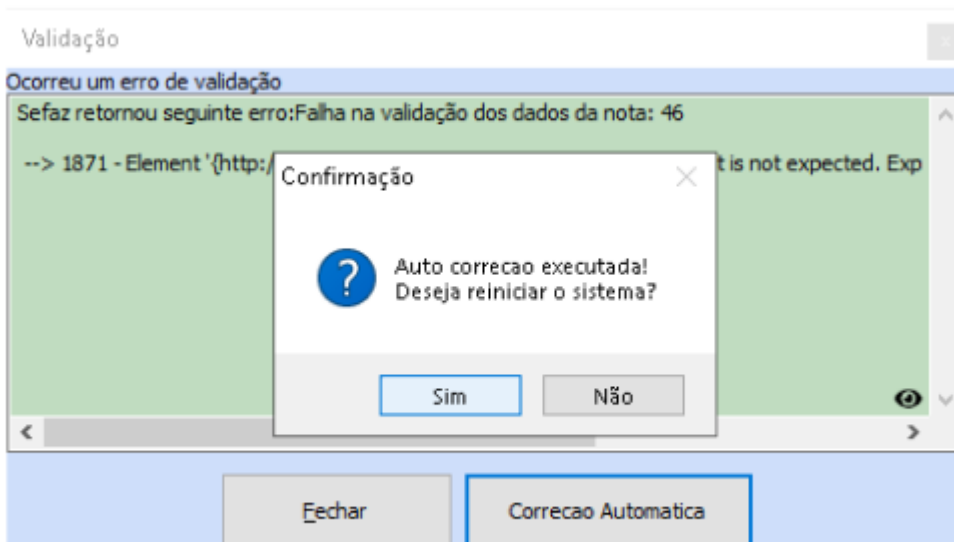 Validação
Ocorreu um erro de validação
Sefaz retornou seguinte erro:Falha na validação dos dados da nota: 46
--> 1871 - Element '{http:/
t is not expected. Exp
Confirmação
Auto correcao executada!
Deseja reiniciar o sistema?
Sim
Não
Fechar
Correcao Automatica